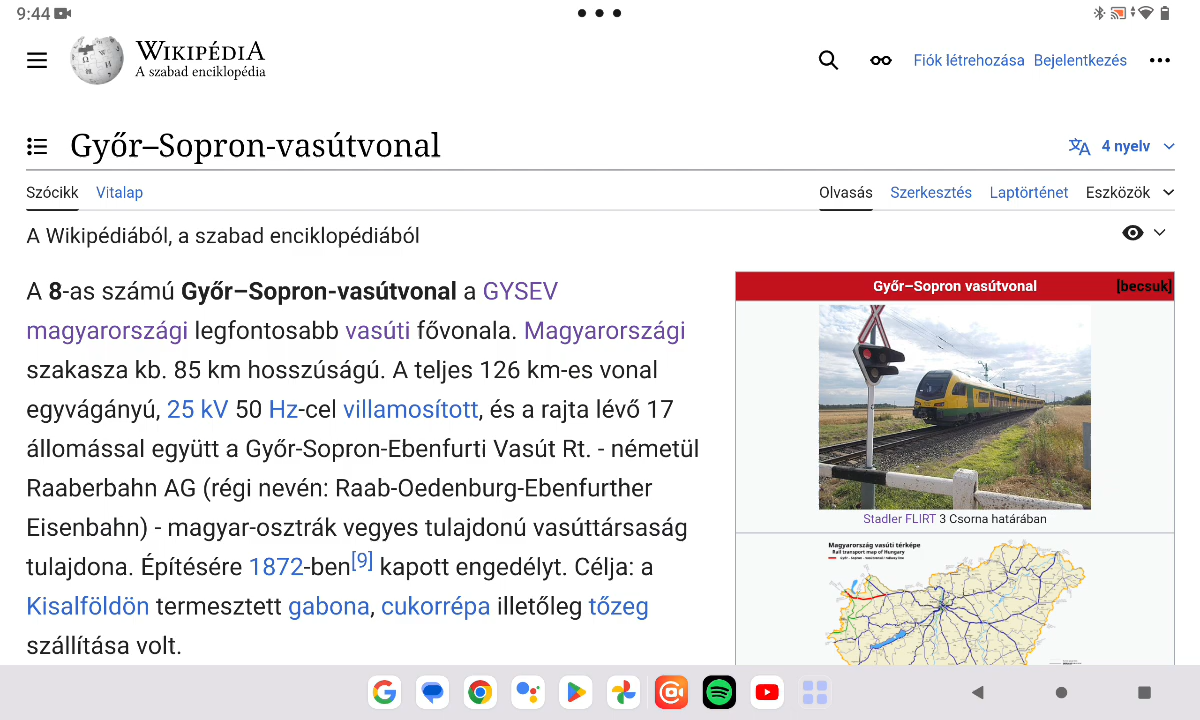 9:44
WIKIPÉDIA
A szabad enciklopédia
Fiók létrehozása Bejelentkezés
Győr–Sopron-vasútvonal
4 nyelv
Szócikk Vitalap
Olvasás Szerkesztés Laptörténet Eszközök
A Wikipédiából, a szabad enciklopédiából
A 8-as számú Győr–Sopron-vasútvonal a GYSEV
magyarországi legfontosabb vasúti fővonala. Magyarországi
szakasza kb. 85 km hosszúságú. A teljes 126 km-es vonal
egyvágányú, 25 kV 50 Hz-cel villamosított, és a rajta lévő 17
állomással együtt a Győr-Sopron-Ebenfurti Vasút Rt. - németül
Raaberbahn AG (régi nevén: Raab-Oedenburg-Ebenfurther
Eisenbahn) - magyar-osztrák vegyes tulajdonú vasúttársaság
tulajdona. Építésére 1872-ben[9] kapott engedélyt. Célja: a
Kisalföldön termesztett gabona, cukorrépa illetőleg tőzeg
szállítása volt.
Győr–Sopron vasútvonal [becsuk]
Stadler FLIRT 3 Csorna határában
Magyarország vasúti térképe
Rail transport map of Hungary